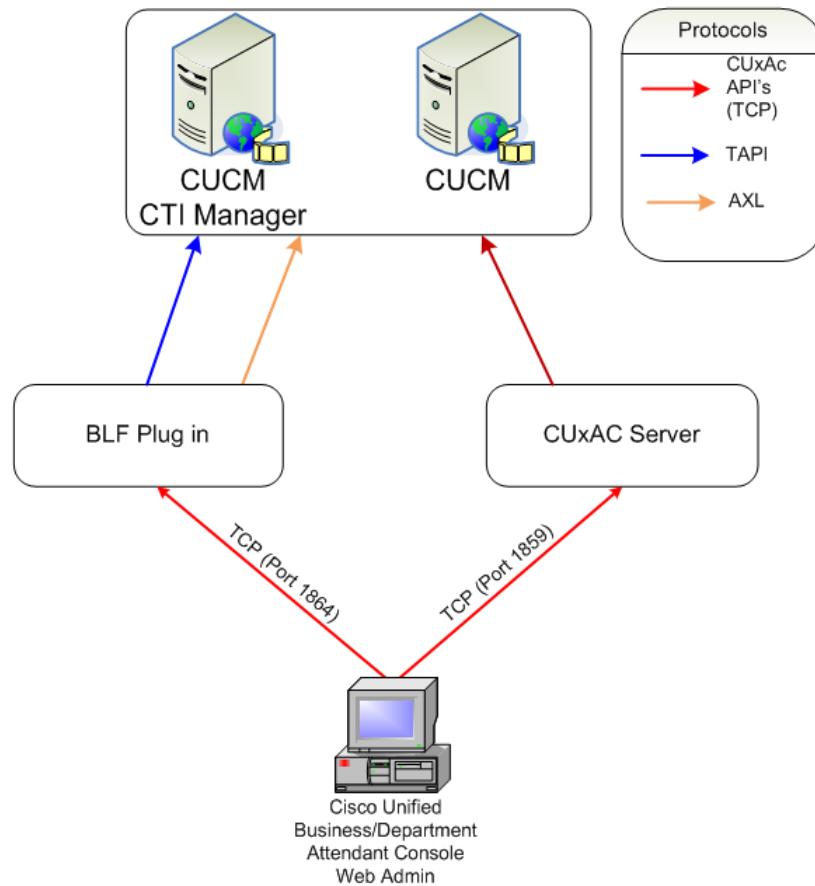 Protocols
CUxAc
API's
(TCP)
TAPI
AXL
CUCM
CTI Manager
CUCM
BLF Plug in
CUxAC Server
TCP (Port 1864)
TCP (Port 1859)
Cisco Unified
Business/Department
Attendant Console
Web Admin